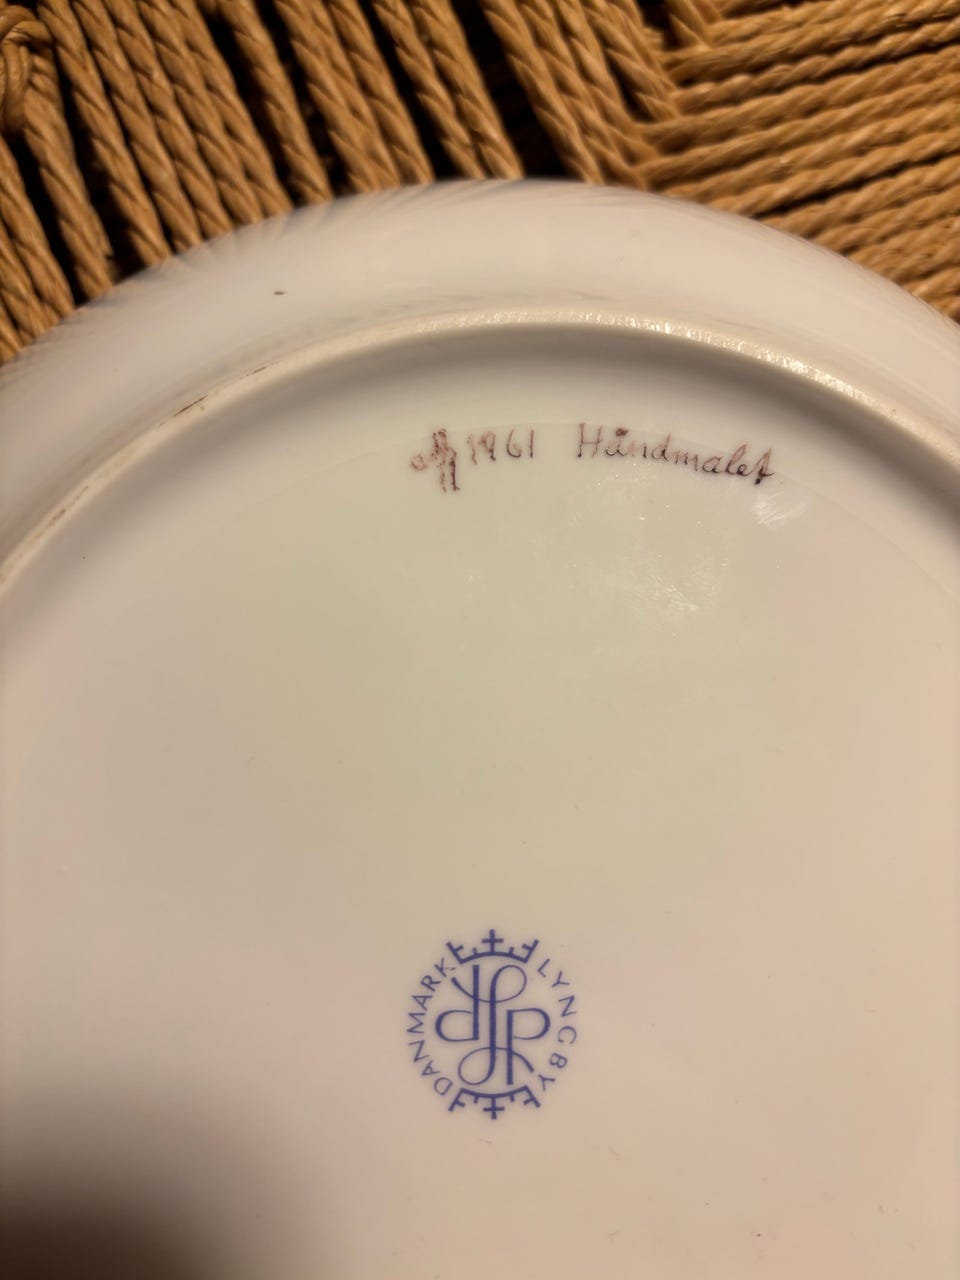 1961 Håndmalet
DANMARK LYNGBY